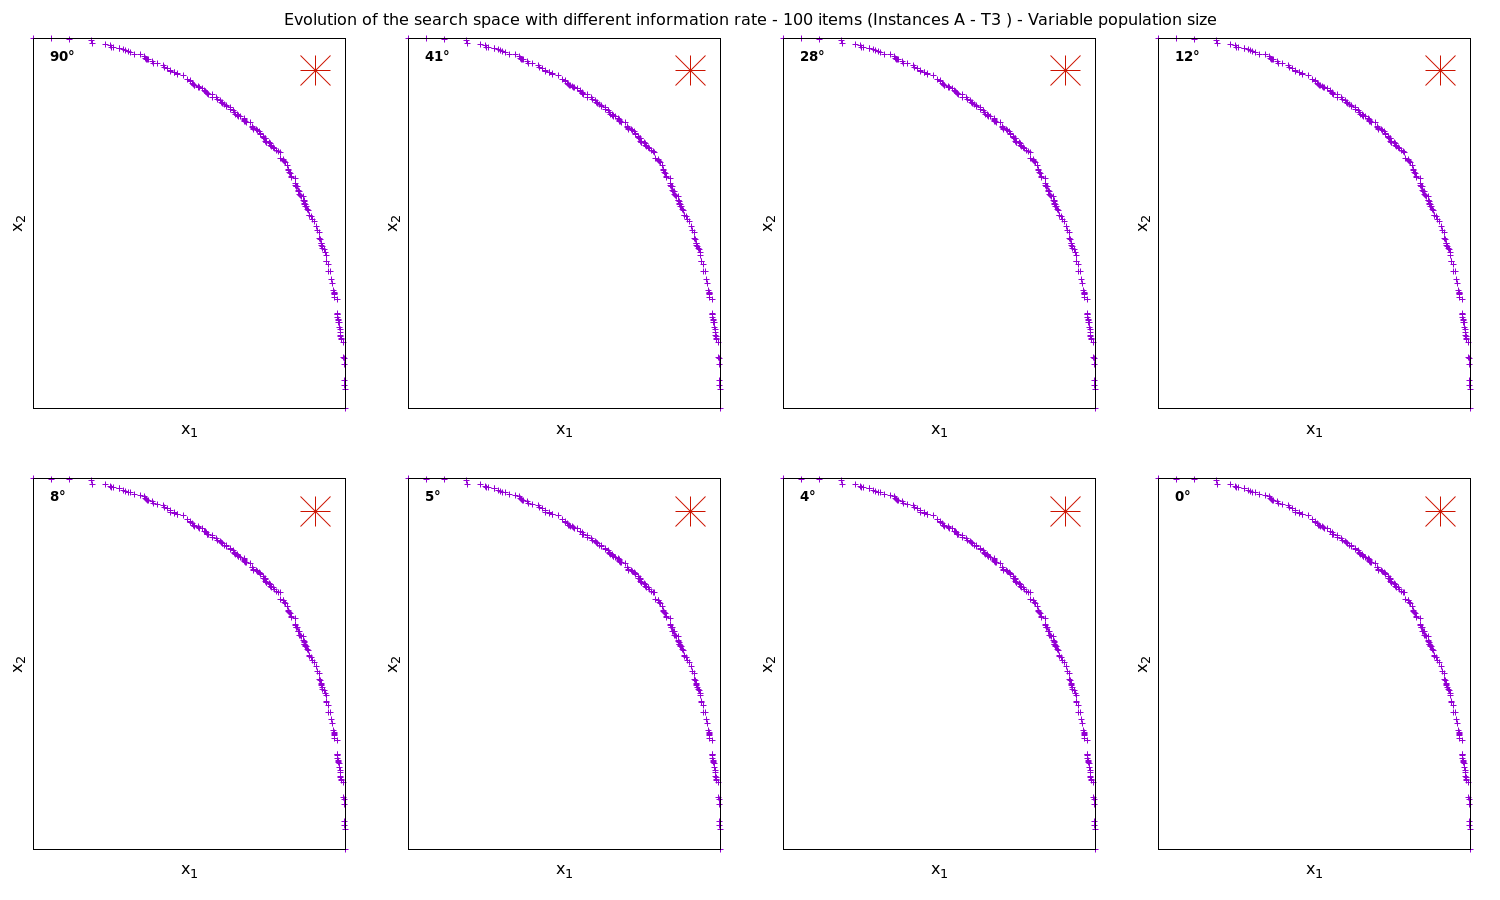 Evolution of the search space with different information rate - 100 items (Instances A - T3 ) - Variable population size
90° 41° 28° 12°
x2 x2 x2 x2
x1 x1 x1 x1
8° 5° 4° 0°
x2 x2 x2 x2
x1 x1 x1 x1